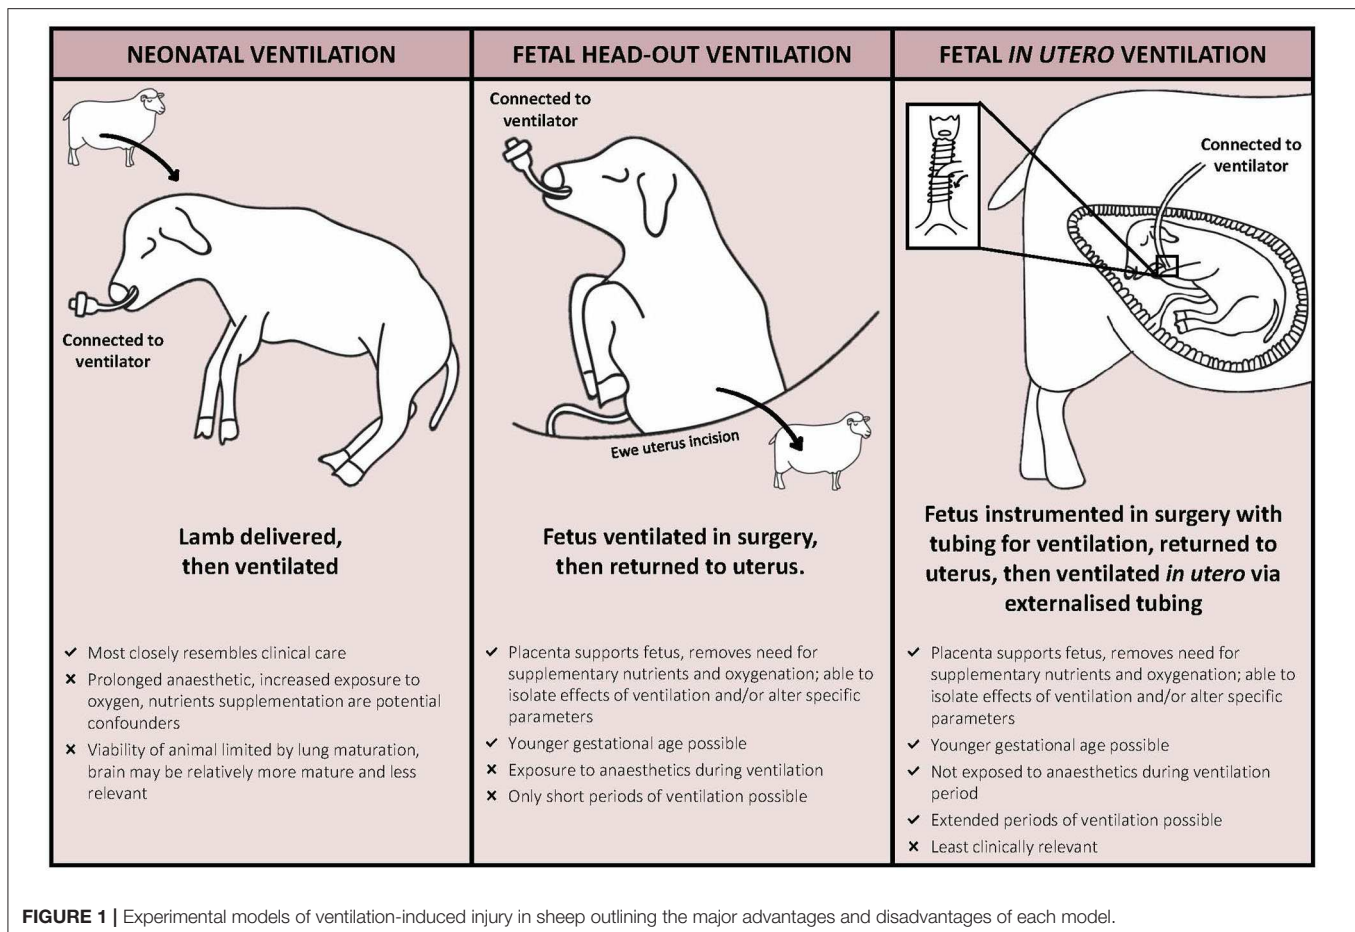 NEONATAL VENTILATION
Connected to
ventilator
Lamb delivered,
then ventilated
✓ Most closely resembles clinical care
✗ Prolonged anaesthetic, increased exposure to
oxygen, nutrients supplementation are potential
confounders
✗ Viability of animal limited by lung maturation,
brain may be relatively more mature and less
relevant
FETAL HEAD-OUT VENTILATION
Connected to
ventilator
Ewe uterus incision
Fetus ventilated in surgery,
then returned to uterus.
✓ Placenta supports fetus, removes need for
supplementary nutrients and oxygenation; able to
isolate effects of ventilation and/or alter specific
parameters
✓ Younger gestational age possible
✗ Exposure to anaesthetics during ventilation
✗ Only short periods of ventilation possible
FETAL IN UTERO VENTILATION
Connected to
ventilator
Fetus instrumented in surgery with
tubing for ventilation, returned to
uterus, then ventilated in utero via
externalised tubing
✓ Placenta supports fetus, removes need for
supplementary nutrients and oxygenation; able to
isolate effects of ventilation and/or alter specific
parameters
✓ Younger gestational age possible
✓ Not exposed to anaesthetics during ventilation
period
✓ Extended periods of ventilation possible
✗ Least clinically relevant
FIGURE 1 | Experimental models of ventilation-induced injury in sheep outlining the major advantages and disadvantages of each model.